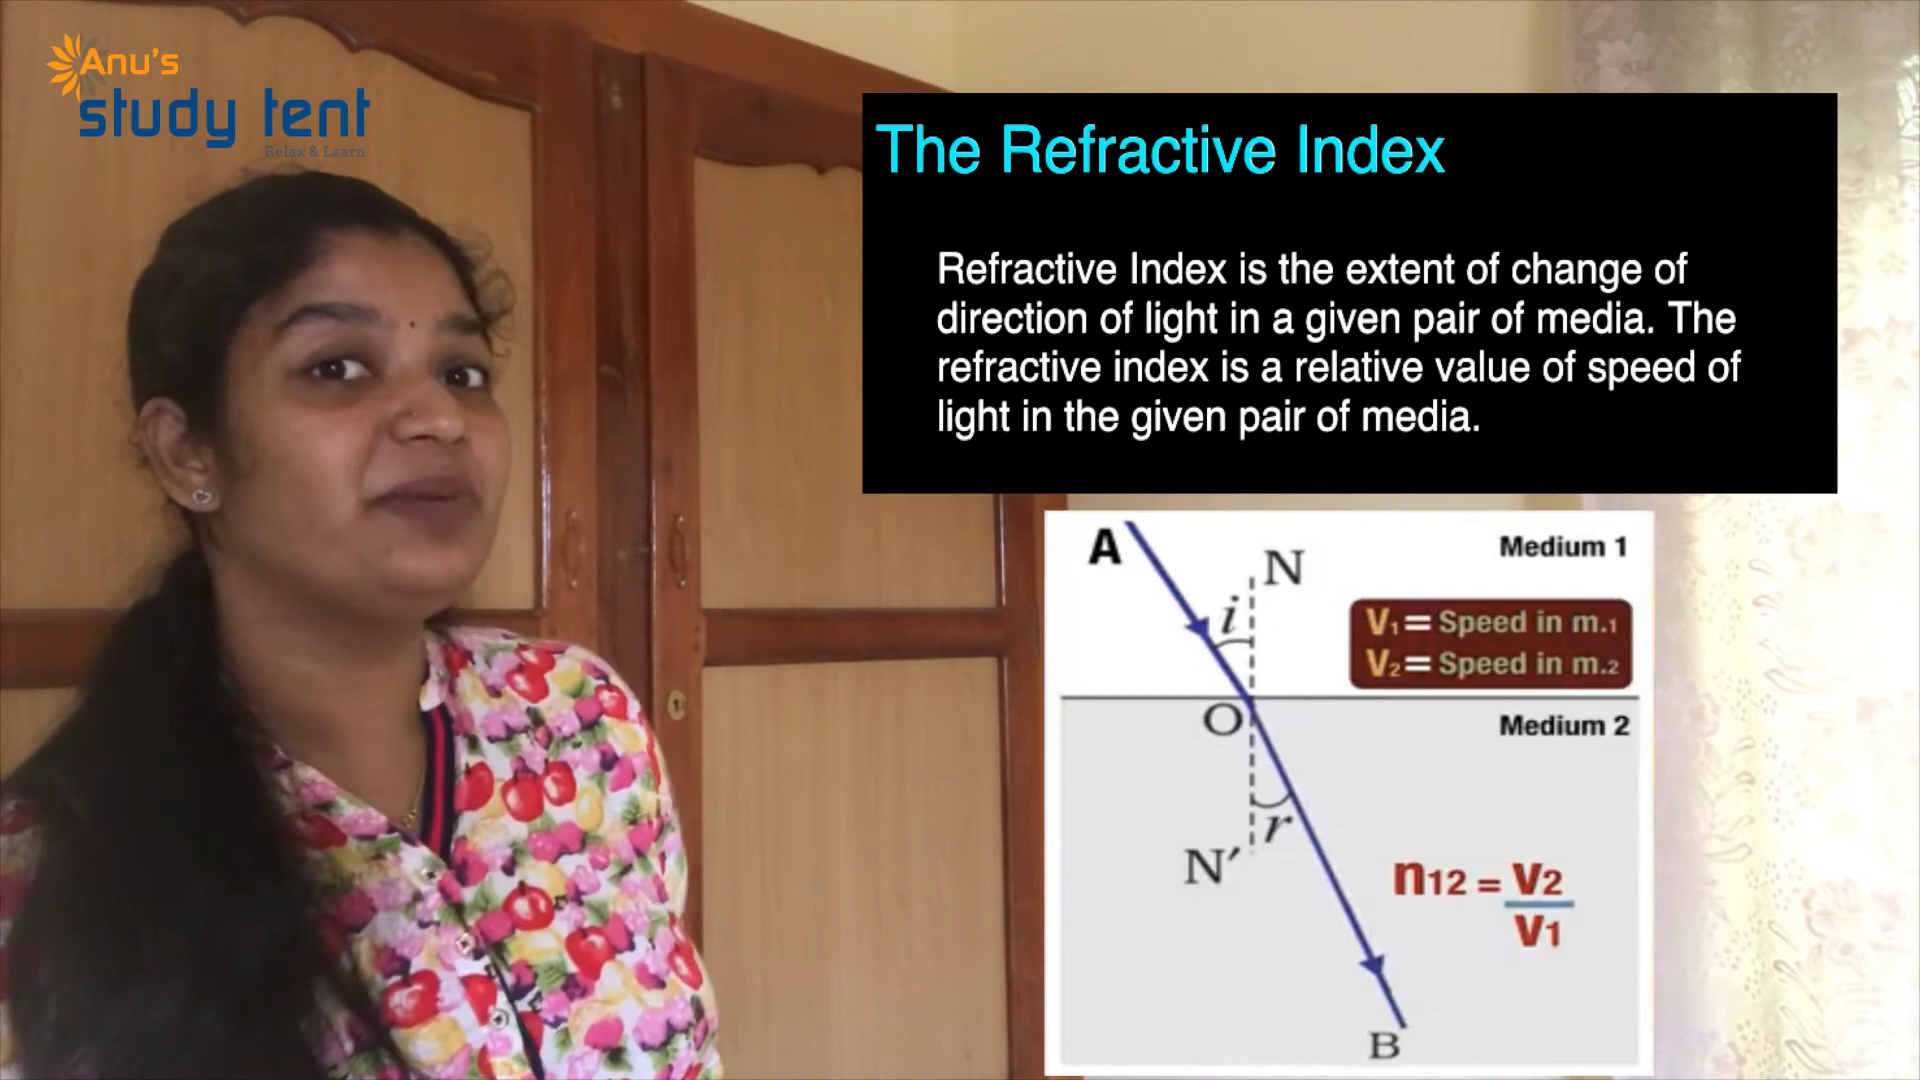 Anu's
study tent
Relax & Learn
The Refractive Index
Refractive Index is the extent of change of
direction of light in a given pair of media. The
refractive index is a relative value of speed of
light in the given pair of media.
A
N
Medium 1
i
V1 = Speed in m.1
V2 = Speed in m.2
O
Medium 2
r
N′
n12 = v2
v1
B